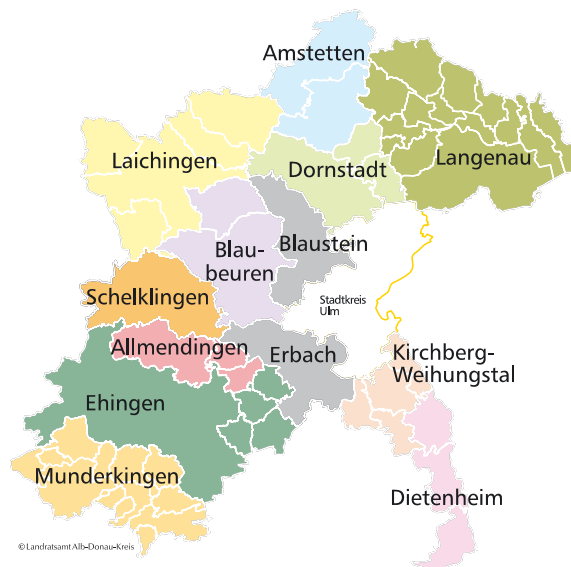 Amstetten
Laichingen
Dornstadt
Langenau
Blaustein
Blau-
beuren
Schelklingen
Stadtkreis
Ulm
Allmendingen
Erbach
Kirchberg-
Weihungstal
Ehingen
Munderkingen
Dietenheim
© Landratsamt Alb-Donau-Kreis